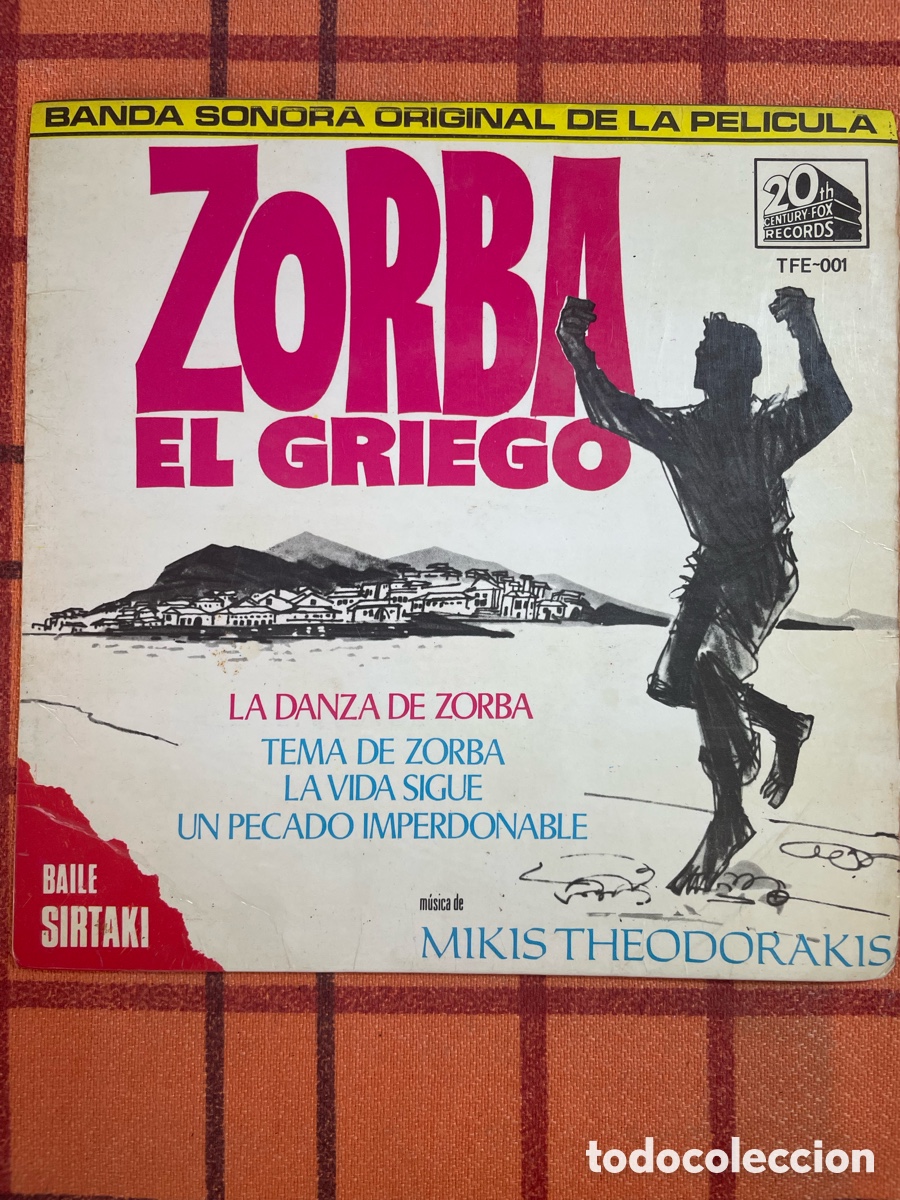 BANDA SONORA ORIGINAL DE LA PELICULA
ZORBA
EL GRIEGO
20th
CENTURY-FOX
RECORDS
TFE-001
LA DANZA DE ZORBA
TEMA DE ZORBA
LA VIDA SIGUE
UN PECADO IMPERDONABLE
BAILE
SIRTAKI
música de
MIKIS THEODORAKIS
todocoleccion